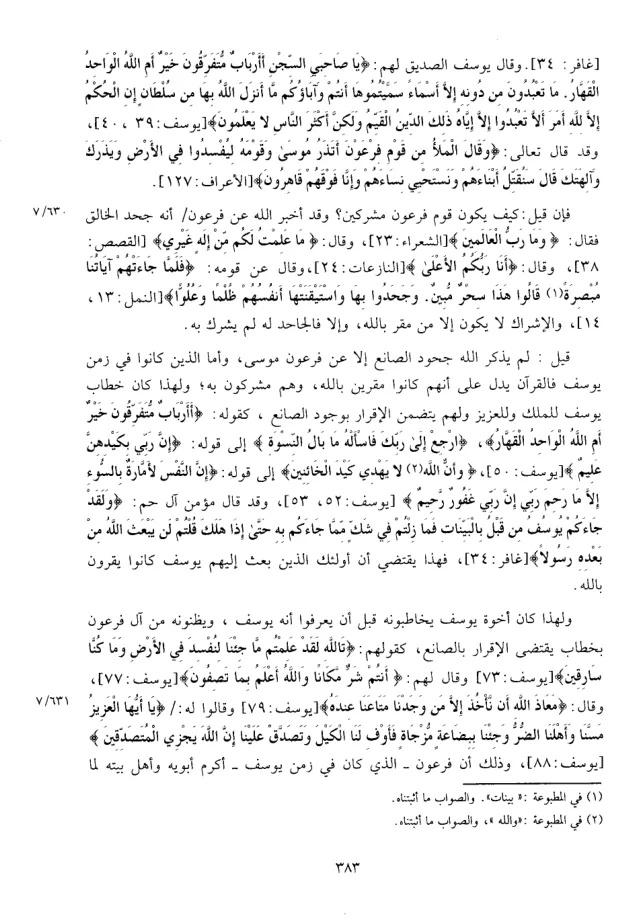 [غافر: ٣٤]. وقال يوسف الصديق لهم: ﴿يَا صَاحِبَيِ السِّجْنِ أَأَرْبَابٌ مُّتَفَرِّقُونَ خَيْرٌ أَمِ اللَّهُ الْوَاحِدُ
الْقَهَّارُ. مَا تَعْبُدُونَ مِن دُونِهِ إِلاَّ أَسْمَاءً سَمَّيْتُمُوهَا أَنتُمْ وَآبَاؤُكُم مَّا أَنزَلَ اللَّهُ بِهَا مِن سُلْطَانٍ إِنِ الْحُكْمُ
إِلاَّ لِلَّهِ أَمَرَ أَلاَّ تَعْبُدُوا إِلاَّ إِيَّاهُ ذَلِكَ الدِّينُ الْقَيِّمُ وَلَكِنَّ أَكْثَرَ النَّاسِ لا يَعْلَمُونَ﴾[يوسف: ٣٩ ، ٤٠]،
وقد قال تعالى: ﴿وَقَالَ الْمَلأُ مِن قَوْمِ فِرْعَوْنَ أَتَذَرُ مُوسَىٰ وَقَوْمَهُ لِيُفْسِدُوا فِي الأَرْضِ وَيَذَرَكَ
وَآلِهَتَكَ قَالَ سَنُقَتِّلُ أَبْنَاءَهُمْ وَنَسْتَحْيِي نِسَاءَهُمْ وَإِنَّا فَوْقَهُمْ قَاهِرُونَ﴾[الأعراف: ١٢٧].
٧/٦٣٠ فإن قيل: كيف يكون قوم فرعون مشركين؟ وقد أخبر الله عن فرعون/ أنه جحد الخالق
فقال: ﴿ وَمَا رَبُّ الْعَالَمِينَ ﴾[الشعراء: ٢٣]، وقال: ﴿ مَا عَلِمْتُ لَكُم مِّنْ إِلَهٍ غَيْرِي﴾ [القصص:
٣٨]، وقال: ﴿أَنَا رَبُّكُمُ الأَعْلَىٰ ﴾[النازعات: ٢٤]،وقال عن قومه: ﴿فَلَمَّا جَاءَتْهُمْ آيَاتُنَا
مُبْصِرَةً(١) قَالُوا هَذَا سِحْرٌ مُّبِينٌ. وَجَحَدُوا بِهَا وَاسْتَيْقَنَتْهَا أَنفُسُهُمْ ظُلْمًا وَعُلُوًّا﴾[النمل: ١٣،
١٤]، والإشراك لا يكون إلا من مقر بالله، وإلا فالجاحد له لم يشرك به.
قيل : لم يذكر الله جحود الصانع إلا عن فرعون موسى، وأما الذين كانوا في زمن
يوسف فالقرآن يدل على أنهم كانوا مقرين بالله، وهم مشركون به؛ ولهذا كان خطاب
يوسف للملك وللعزيز ولهم يتضمن الإقرار بوجود الصانع ، كقوله: ﴿أَأَرْبَابٌ مُّتَفَرِّقُونَ خَيْرٌ
أَمِ اللَّهُ الْوَاحِدُ الْقَهَّارُ﴾، ﴿ارْجِعْ إِلَىٰ رَبِّكَ فَاسْأَلْهُ مَا بَالُ النِّسْوَةِ ﴾ إلى قوله: ﴿إِنَّ رَبِّي بِكَيْدِهِنَّ
عَلِيمٌ ﴾[يوسف: ٥٠]، ﴿ وَأَنَّ اللَّهَ(٢) لا يَهْدِي كَيْدَ الْخَائِنِينَ﴾ إلى قوله: ﴿إِنَّ النَّفْسَ لأَمَّارَةٌ بِالسُّوءِ
إِلاَّ مَا رَحِمَ رَبِّي إِنَّ رَبِّي غَفُورٌ رَّحِيمٌ ﴾ [يوسف: ٥٢، ٥٣]، وقد قال مؤمن آل حم: ﴿وَلَقَدْ
جَاءَكُمْ يُوسُفُ مِن قَبْلُ بِالْبَيِّنَاتِ فَمَا زِلْتُمْ فِي شَكٍّ مِّمَّا جَاءَكُم بِهِ حَتَّىٰ إِذَا هَلَكَ قُلْتُمْ لَن يَبْعَثَ اللَّهُ مِنْ
بَعْدِهِ رَسُولاً﴾[غافر: ٣٤]، فهذا يقتضي أن أولئك الذين بعث إليهم يوسف كانوا يقرون
بالله.
ولهذا كان أخوة يوسف يخاطبونه قبل أن يعرفوا أنه يوسف ، ويظنونه من آل فرعون
بخطاب يقتضى الإقرار بالصانع، كقولهم: ﴿تَاللَّهِ لَقَدْ عَلِمْتُم مَّا جِئْنَا لِنُفْسِدَ فِي الأَرْضِ وَمَا كُنَّا
سَارِقِينَ﴾[يوسف: ٧٣] وقال لهم: ﴿ أَنتُمْ شَرٌّ مَّكَانًا وَاللَّهُ أَعْلَمُ بِمَا تَصِفُونَ﴾[يوسف: ٧٧]،
٧/٦٣١ وقال: ﴿مَعَاذَ اللَّهِ أَن نَّأْخُذَ إِلاَّ مَن وَجَدْنَا مَتَاعَنَا عِندَهُ﴾[يوسف: ٧٩] وقالوا له:/ ﴿يَا أَيُّهَا الْعَزِيزُ
مَسَّنَا وَأَهْلَنَا الضُّرُّ وَجِئْنَا بِبِضَاعَةٍ مُّزْجَاةٍ فَأَوْفِ لَنَا الْكَيْلَ وَتَصَدَّقْ عَلَيْنَا إِنَّ اللَّهَ يَجْزِي الْمُتَصَدِّقِينَ ﴾
[يوسف: ٨٨]، وذلك أن فرعون ـ الذي كان في زمن يوسف ـ أكرم أبويه وأهل بيته لما
(١) في المطبوعة : « بينات». والصواب ما أثبتناه.
(٢) في المطبوعة : «والله »، والصواب ما أثبتناه.
٣٨٣